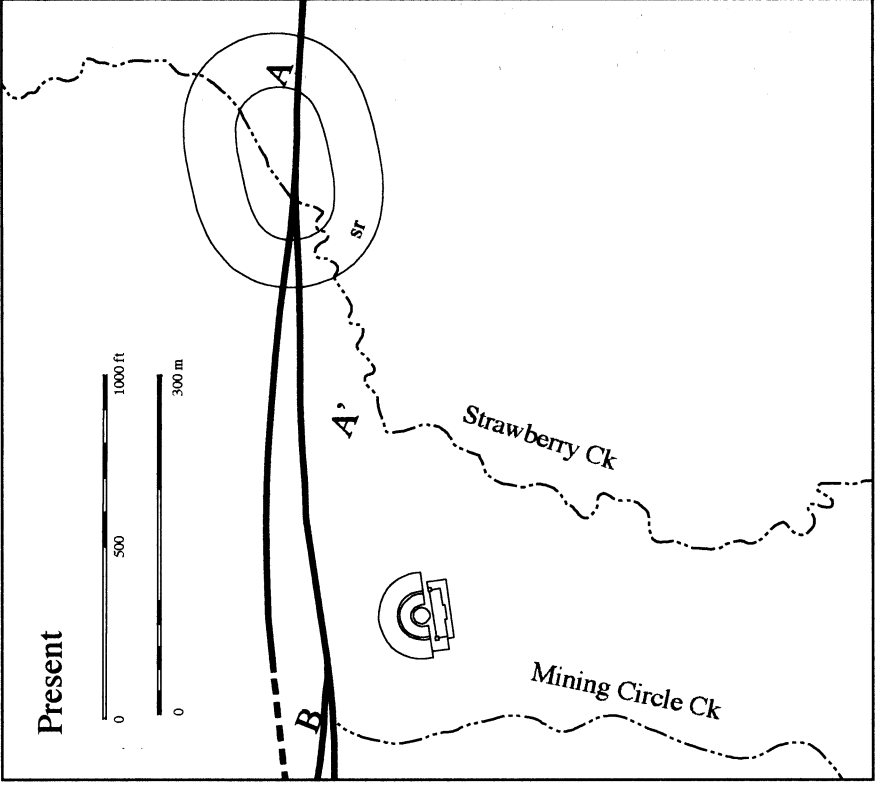 Present
0
500
1000 ft
0
300 m
A
sr
A'
B
Strawberry Ck
Mining Circle Ck